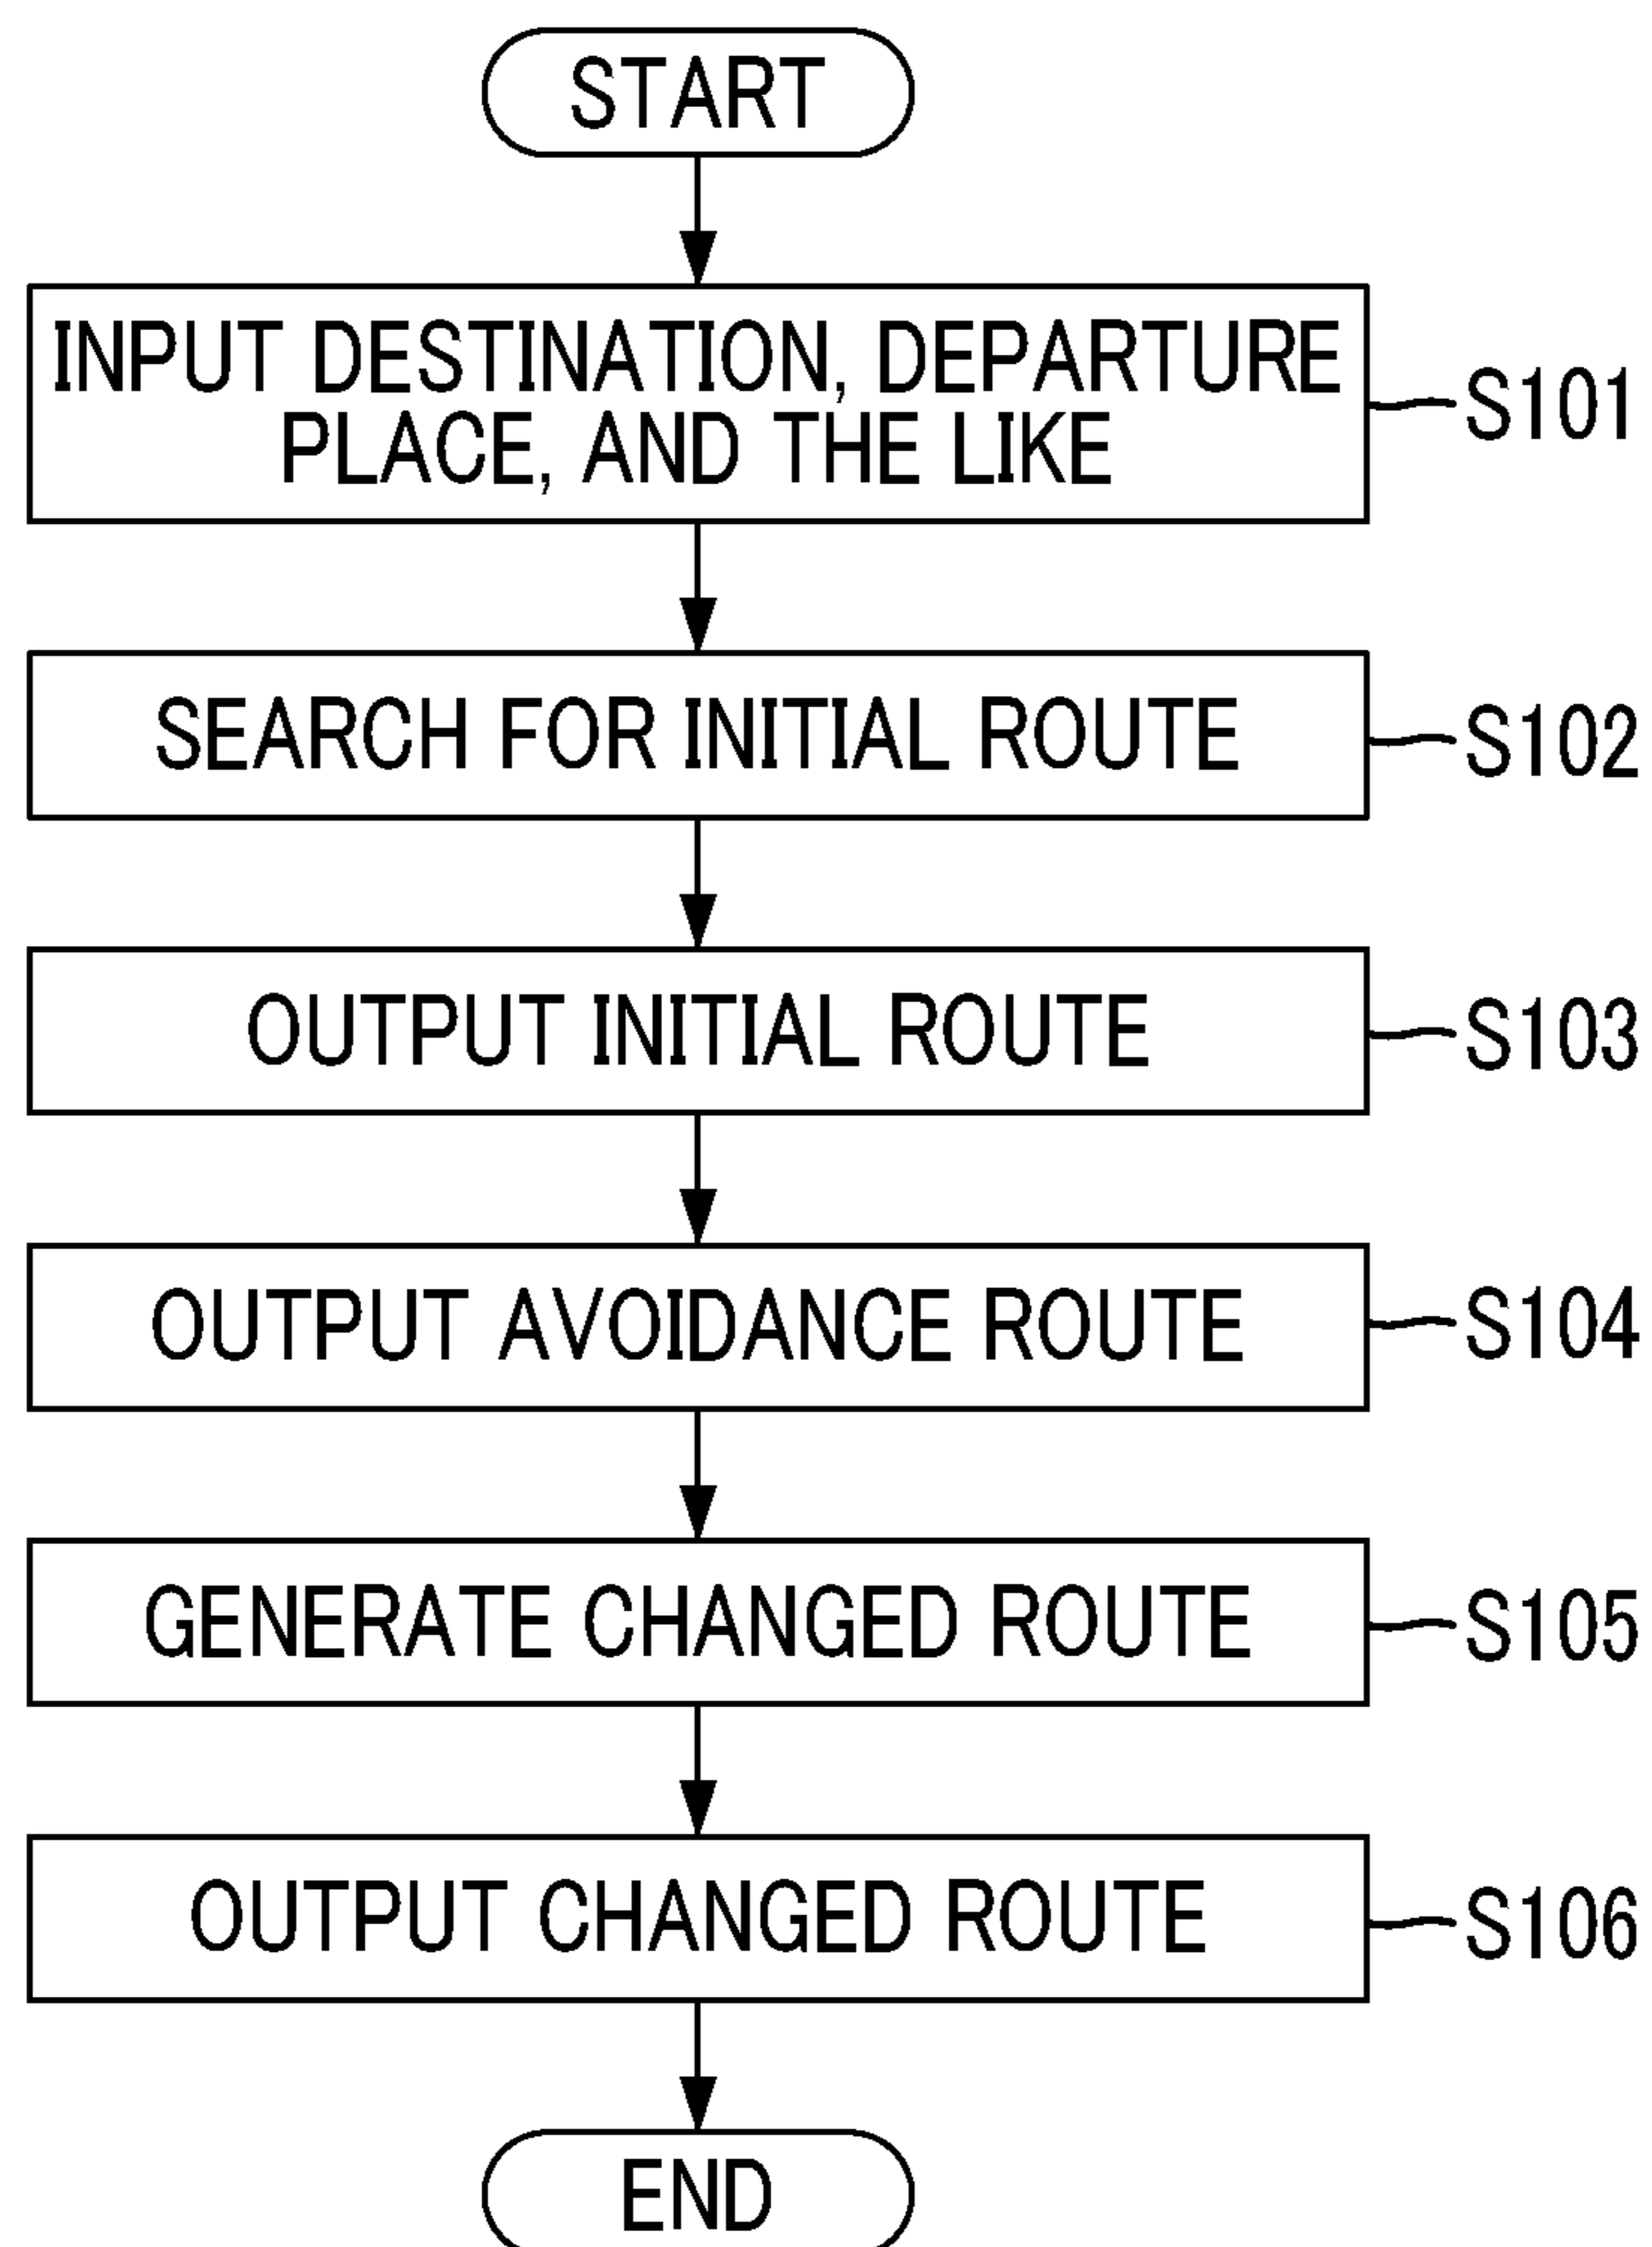 START
INPUT DESTINATION, DEPARTURE
PLACE, AND THE LIKE
S101
SEARCH FOR INITIAL ROUTE
S102
OUTPUT INITIAL ROUTE
S103
OUTPUT AVOIDANCE ROUTE
S104
GENERATE CHANGED ROUTE
S105
OUTPUT CHANGED ROUTE
S106
END